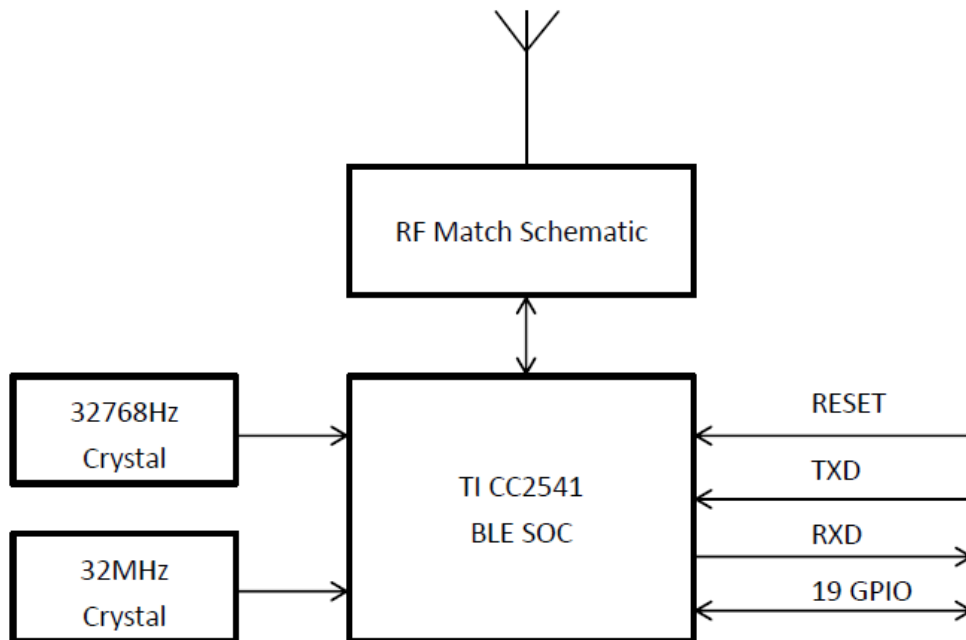 RF Match Schematic
32768Hz
Crystal
32MHz
Crystal
TI CC2541
BLE SOC
RESET
TXD
RXD
19 GPIO